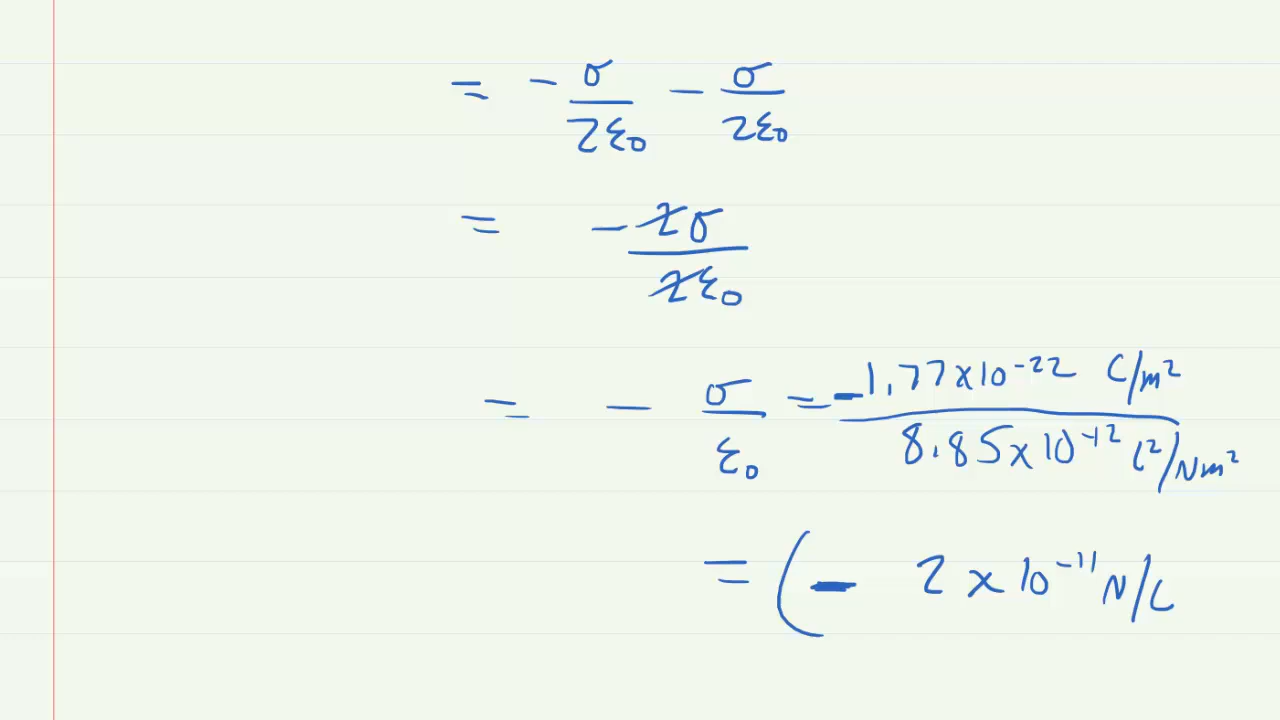 = - σ/2ε₀ - σ/2ε₀
= - 2σ/2ε₀
= - σ/ε₀ = -1.77×10⁻²² C/m² / 8.85×10⁻¹² C²/Nm²
= (- 2×10⁻¹¹ N/C